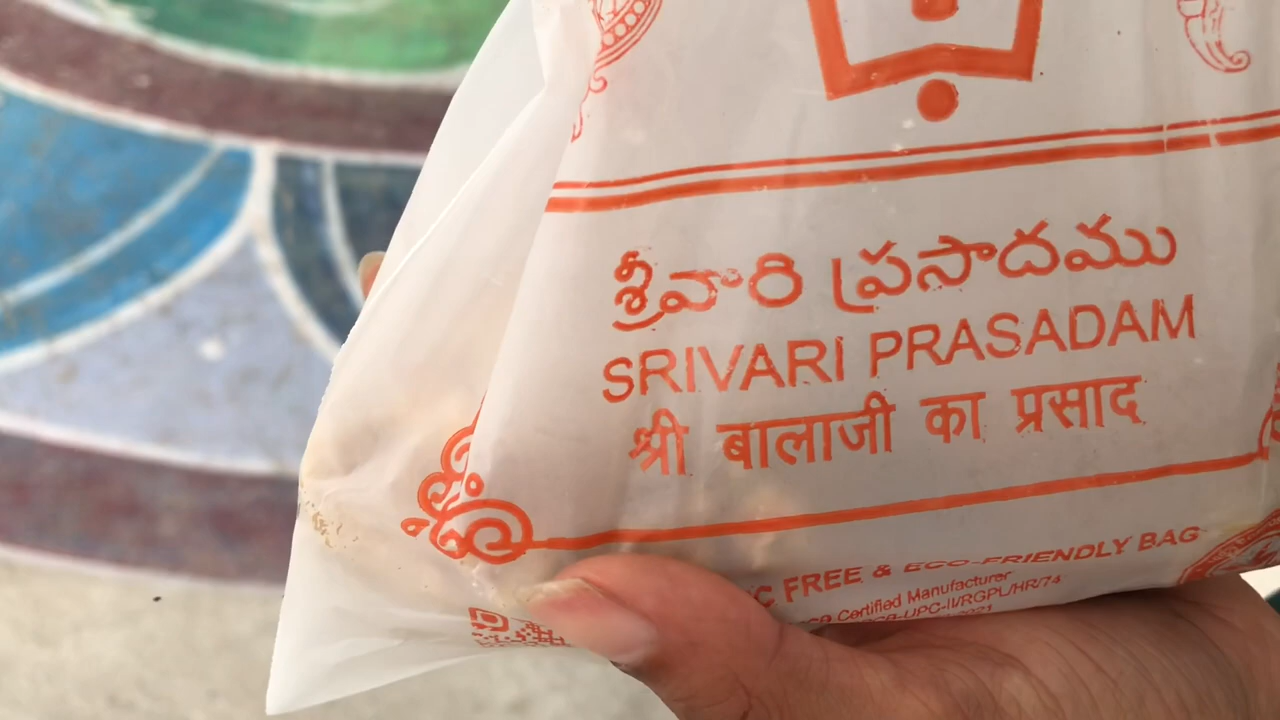 శ్రీవారి ప్రసాదము
SRIVARI PRASADAM
श्री बालाजी का प्रसाद
FREE & ECO-FRIENDLY BAG
Certified Manufacturer